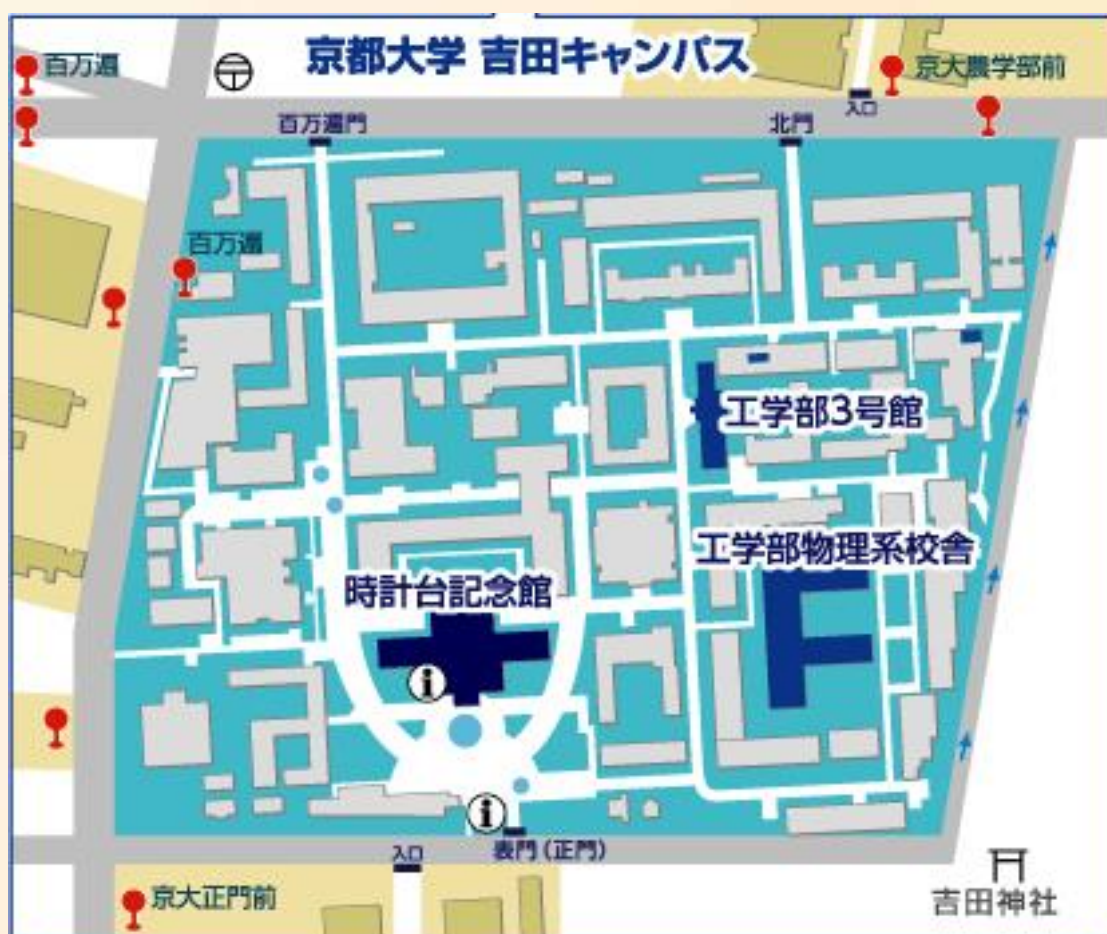 京都大学 吉田キャンパス
百万遍
京大農学部前
入口
百万遍門
北門
百万遍
工学部3号館
工学部物理系校舎
時計台記念館
i
i
表門(正門)
入口
京大正門前
吉田神社